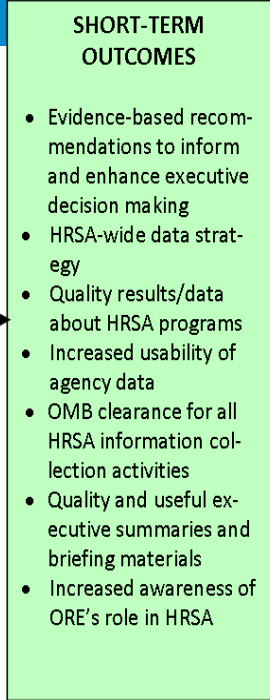 SHORT-TERM
OUTCOMES
• Evidence-based recom-
mendations to inform
and enhance executive
decision making
• HRSA-wide data strat-
egy
• Quality results/data
about HRSA programs
• Increased usability of
agency data
• OMB clearance for all
HRSA information col-
lection activities
• Quality and useful ex-
ecutive summaries and
briefing materials
• Increased awareness of
ORE's role in HRSA